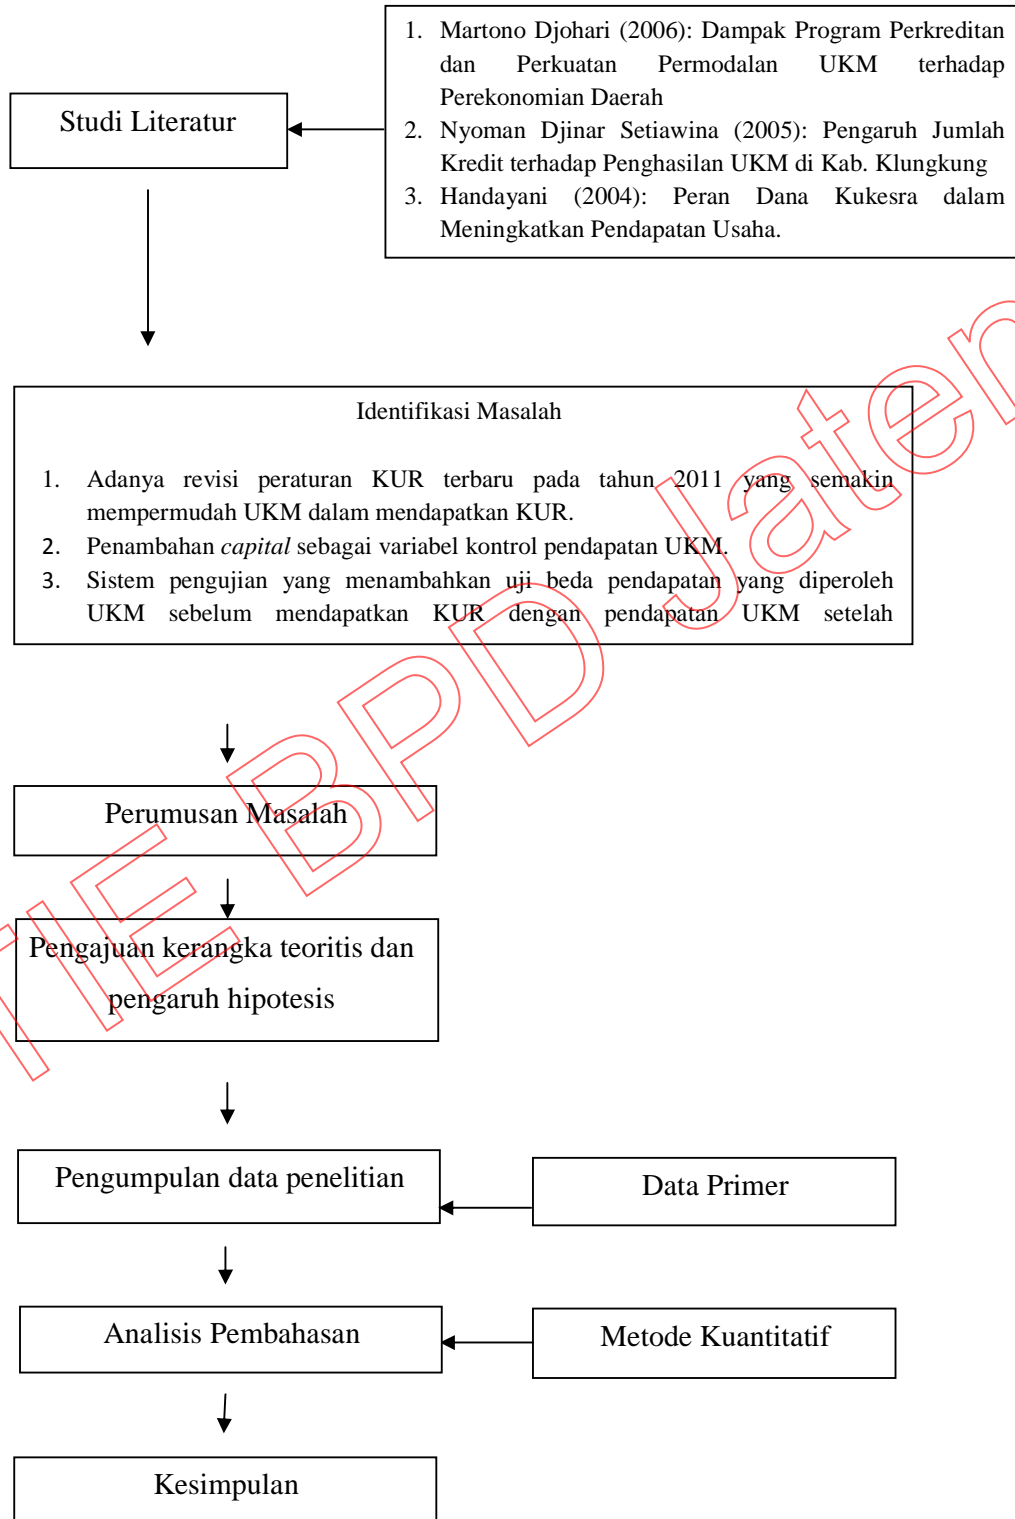 1. Martono Djohari (2006): Dampak Program Perkreditan
dan Perkuatan Permodalan UKM terhadap
Perekonomian Daerah
2. Nyoman Djinar Setiawina (2005): Pengaruh Jumlah
Kredit terhadap Penghasilan UKM di Kab. Klungkung
3. Handayani (2004): Peran Dana Kukesra dalam
Meningkatkan Pendapatan Usaha.
Studi Literatur
Identifikasi Masalah
1. Adanya revisi peraturan KUR terbaru pada tahun 2011 yang semakin
mempermudah UKM dalam mendapatkan KUR.
2. Penambahan capital sebagai variabel kontrol pendapatan UKM.
3. Sistem pengujian yang menambahkan uji beda pendapatan yang diperoleh
UKM sebelum mendapatkan KUR dengan pendapatan UKM setelah
Perumusan Masalah
Pengajuan kerangka teoritis dan
pengaruh hipotesis
Pengumpulan data penelitian
Data Primer
Analisis Pembahasan
Metode Kuantitatif
Kesimpulan
TIE BPD Jaten